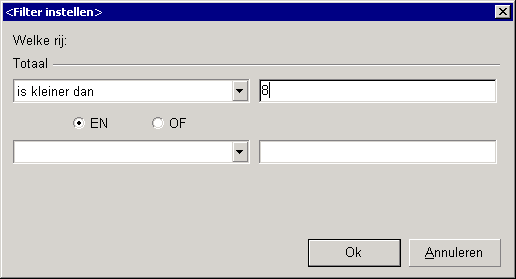 <Filter instellen>
Welke rij:
Totaal
is kleiner dan 8
EN OF
Ok Annuleren